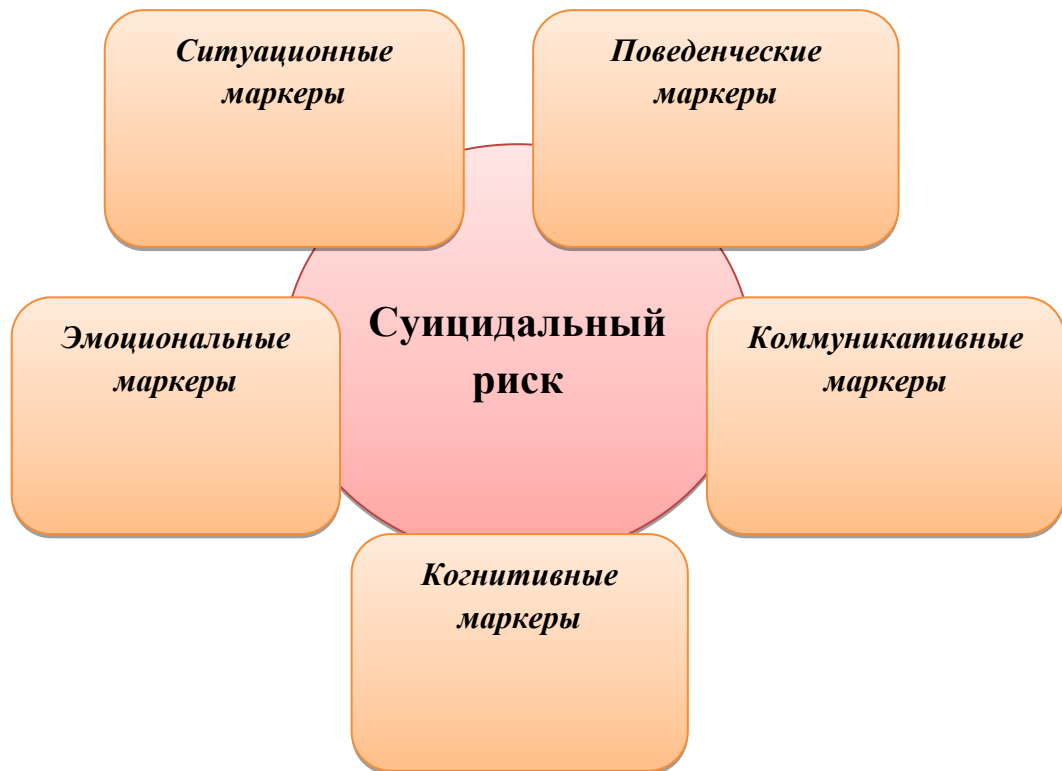 Ситуационные
маркеры
Поведенческие
маркеры
Эмоциональные
маркеры
Суицидальный
риск
Коммуникативные
маркеры
Когнитивные
маркеры